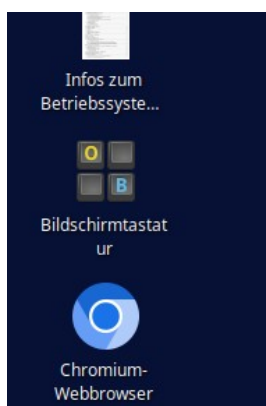 Infos zum
Betriebssyste...
O
B
Bildschirmtastat
ur
Chromium-
Webbrowser